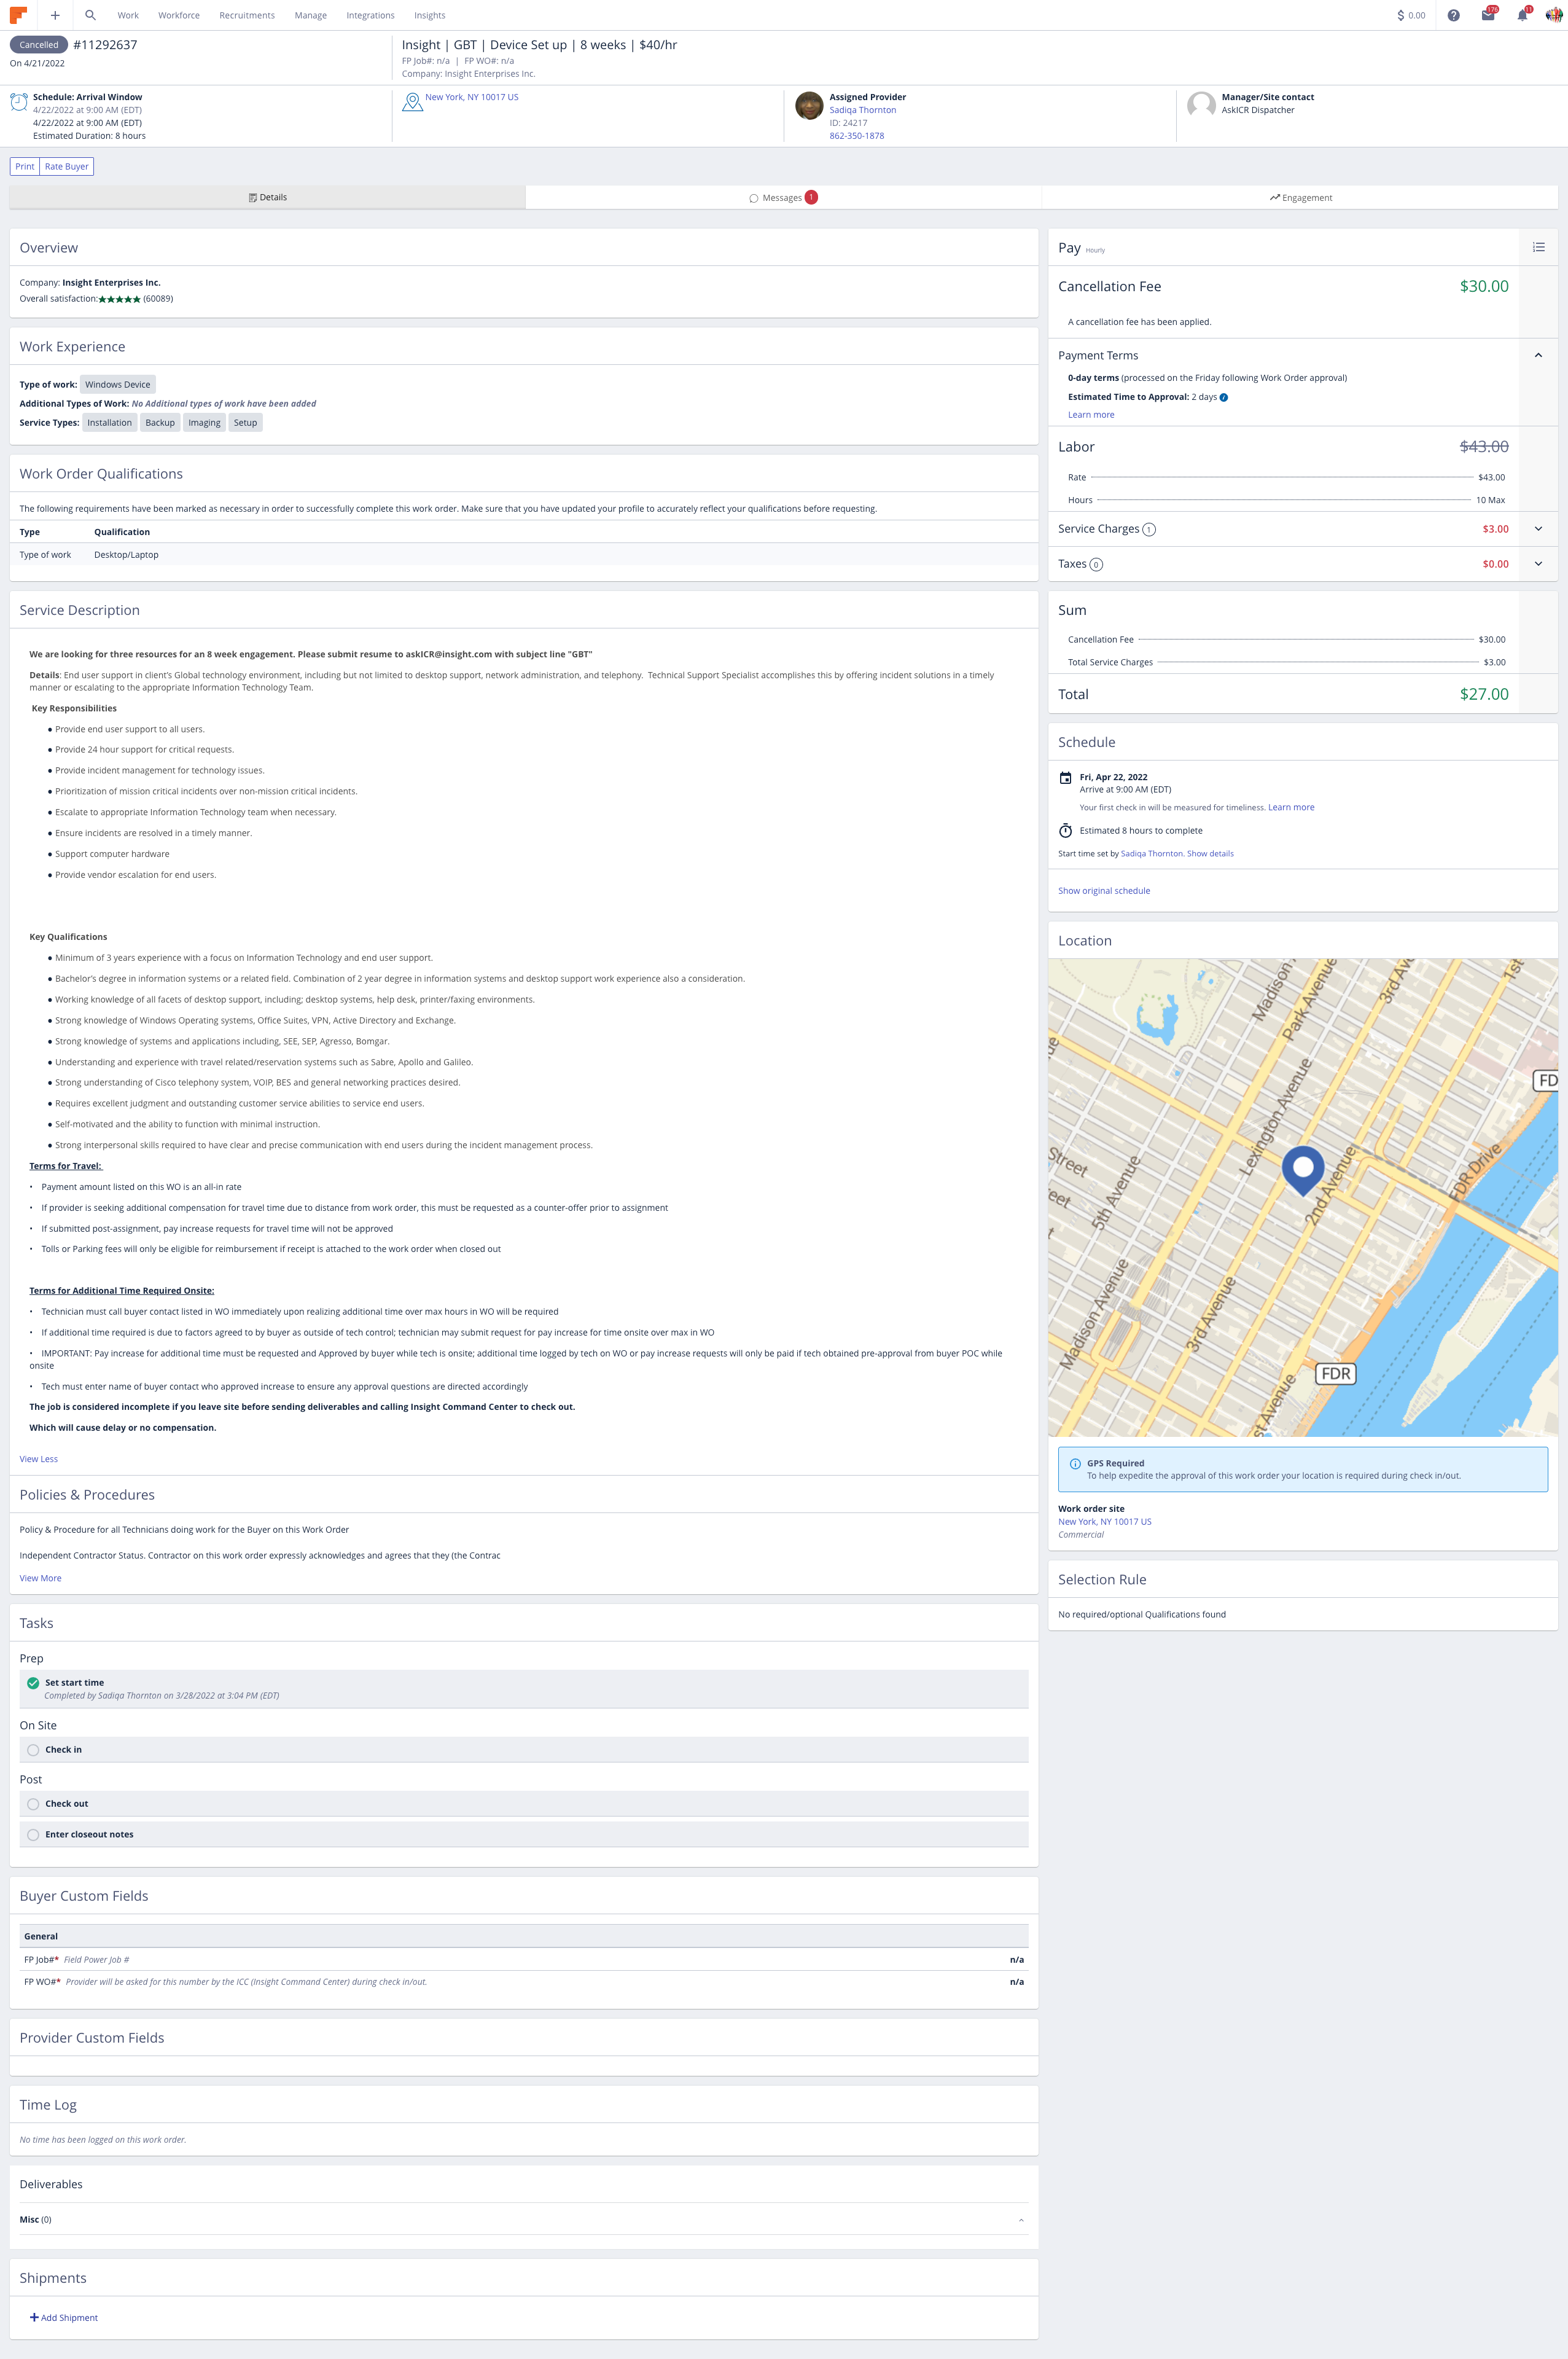 Work Workforce Recruitments Manage Integrations Insights
$ 0.00 176 11
Cancelled #11292637
On 4/21/2022
Insight | GBT | Device Set up | 8 weeks | $40/hr
FP Job#: n/a | FP WO#: n/a
Company: Insight Enterprises Inc.
Schedule: Arrival Window
4/22/2022 at 9:00 AM (EDT)
4/22/2022 at 9:00 AM (EDT)
Estimated Duration: 8 hours
New York, NY 10017 US
Assigned Provider
Sadiqa Thornton
ID: 24217
862-350-1878
Manager/Site contact
AskICR Dispatcher
Print Rate Buyer
Details
Messages 1
Engagement
Overview
Company: Insight Enterprises Inc.
Overall satisfaction:★★★★★ (60089)
Work Experience
Type of work: Windows Device
Additional Types of Work: No Additional types of work have been added
Service Types: Installation Backup Imaging Setup
Work Order Qualifications
The following requirements have been marked as necessary in order to successfully complete this work order. Make sure that you have updated your profile to accurately reflect your qualifications before requesting.
Type Qualification
Type of work Desktop/Laptop
Service Description
We are looking for three resources for an 8 week engagement. Please submit resume to askICR@insight.com with subject line "GBT"
Details: End user support in client's Global technology environment, including but not limited to desktop support, network administration, and telephony. Technical Support Specialist accomplishes this by offering incident solutions in a timely
manner or escalating to the appropriate Information Technology Team.
Key Responsibilities
● Provide end user support to all users.
● Provide 24 hour support for critical requests.
● Provide incident management for technology issues.
● Prioritization of mission critical incidents over non-mission critical incidents.
● Escalate to appropriate Information Technology team when necessary.
● Ensure incidents are resolved in a timely manner.
● Support computer hardware
● Provide vendor escalation for end users.
Key Qualifications
● Minimum of 3 years experience with a focus on Information Technology and end user support.
● Bachelor's degree in information systems or a related field. Combination of 2 year degree in information systems and desktop support work experience also a consideration.
● Working knowledge of all facets of desktop support, including; desktop systems, help desk, printer/faxing environments.
● Strong knowledge of Windows Operating systems, Office Suites, VPN, Active Directory and Exchange.
● Strong knowledge of systems and applications including, SEE, SEP, Agresso, Bomgar.
● Understanding and experience with travel related/reservation systems such as Sabre, Apollo and Galileo.
● Strong understanding of Cisco telephony system, VOIP, BES and general networking practices desired.
● Requires excellent judgment and outstanding customer service abilities to service end users.
● Self-motivated and the ability to function with minimal instruction.
● Strong interpersonal skills required to have clear and precise communication with end users during the incident management process.
Terms for Travel:
• Payment amount listed on this WO is an all-in rate
• If provider is seeking additional compensation for travel time due to distance from work order, this must be requested as a counter-offer prior to assignment
• If submitted post-assignment, pay increase requests for travel time will not be approved
• Tolls or Parking fees will only be eligible for reimbursement if receipt is attached to the work order when closed out
Terms for Additional Time Required Onsite:
• Technician must call buyer contact listed in WO immediately upon realizing additional time over max hours in WO will be required
• If additional time required is due to factors agreed to by buyer as outside of tech control; technician may submit request for pay increase for time onsite over max in WO
• IMPORTANT: Pay increase for additional time must be requested and Approved by buyer while tech is onsite; additional time logged by tech on WO or pay increase requests will only be paid if tech obtained pre-approval from buyer POC while
onsite
• Tech must enter name of buyer contact who approved increase to ensure any approval questions are directed accordingly
The job is considered incomplete if you leave site before sending deliverables and calling Insight Command Center to check out.
Which will cause delay or no compensation.
View Less
Policies & Procedures
Policy & Procedure for all Technicians doing work for the Buyer on this Work Order
Independent Contractor Status. Contractor on this work order expressly acknowledges and agrees that they (the Contrac
View More
Tasks
Prep
Set start time
Completed by Sadiqa Thornton on 3/28/2022 at 3:04 PM (EDT)
On Site
Check in
Post
Check out
Enter closeout notes
Buyer Custom Fields
General
FP Job#* Field Power Job # n/a
FP WO#* Provider will be asked for this number by the ICC (Insight Command Center) during check in/out. n/a
Provider Custom Fields
Time Log
No time has been logged on this work order.
Deliverables
Misc (0)
Shipments
+ Add Shipment
Pay Hourly
Cancellation Fee $30.00
A cancellation fee has been applied.
Payment Terms
0-day terms (processed on the Friday following Work Order approval)
Estimated Time to Approval: 2 days
Learn more
Labor $43.00
Rate $43.00
Hours 10 Max
Service Charges 1 $3.00
Taxes 0 $0.00
Sum
Cancellation Fee $30.00
Total Service Charges $3.00
Total $27.00
Schedule
Fri, Apr 22, 2022
Arrive at 9:00 AM (EDT)
Your first check in will be measured for timeliness. Learn more
Estimated 8 hours to complete
Start time set by Sadiqa Thornton. Show details
Show original schedule
Location
Madison
Park Avenue
3rd Av
1st
ue
FD
Lexington Avenue
Street
eet
5th Avenue
2nd Avenue
FDR Drive
Madison Avenue
3rd Avenue
FDR
st Avenue
GPS Required
To help expedite the approval of this work order your location is required during check in/out.
Work order site
New York, NY 10017 US
Commercial
Selection Rule
No required/optional Qualifications found